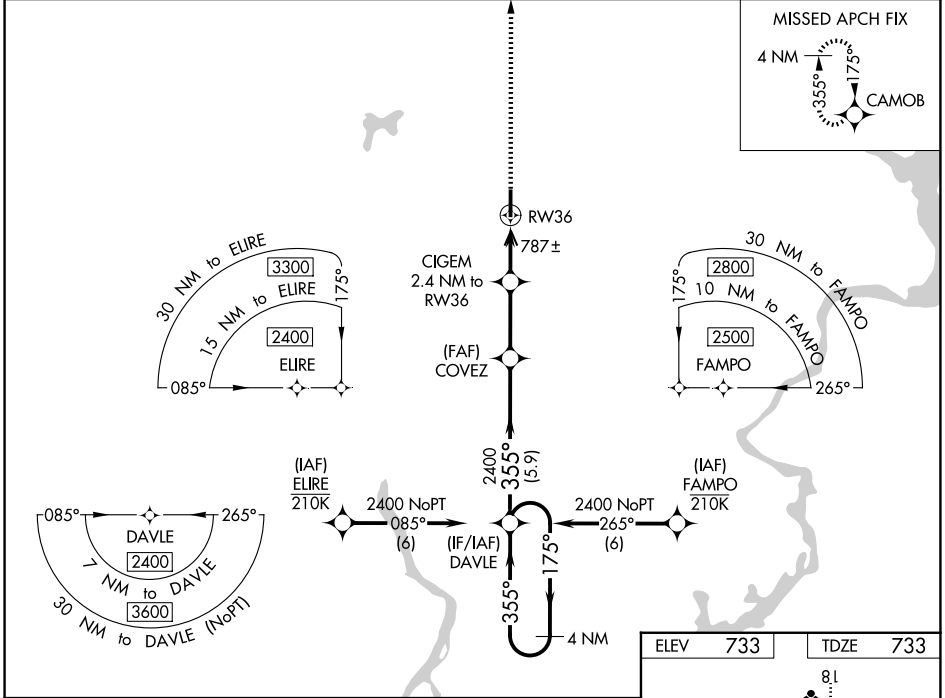 MISSED APCH FIX
4 NM
355°
175°
CAMOB
RW36
787±
CIGEM
2.4 NM to
RW36
(FAF)
COVEZ
30 NM to ELIRE
3300
175°
15 NM to ELIRE
2400
ELIRE
085°
30 NM to FAMPO
2800
175°
10 NM to FAMPO
2500
FAMPO
265°
2400
355°
(5.9)
(IAF)
ELIRE
210K
2400 NoPT
085°
(6)
(IF/IAF)
DAVLE
2400 NoPT
265°
(6)
(IAF)
FAMPO
210K
355°
175°
4 NM
085°
265°
DAVLE
2400
7 NM to DAVLE
3600
30 NM to DAVLE (NoPT)
ELEV 733
TDZE 733
18